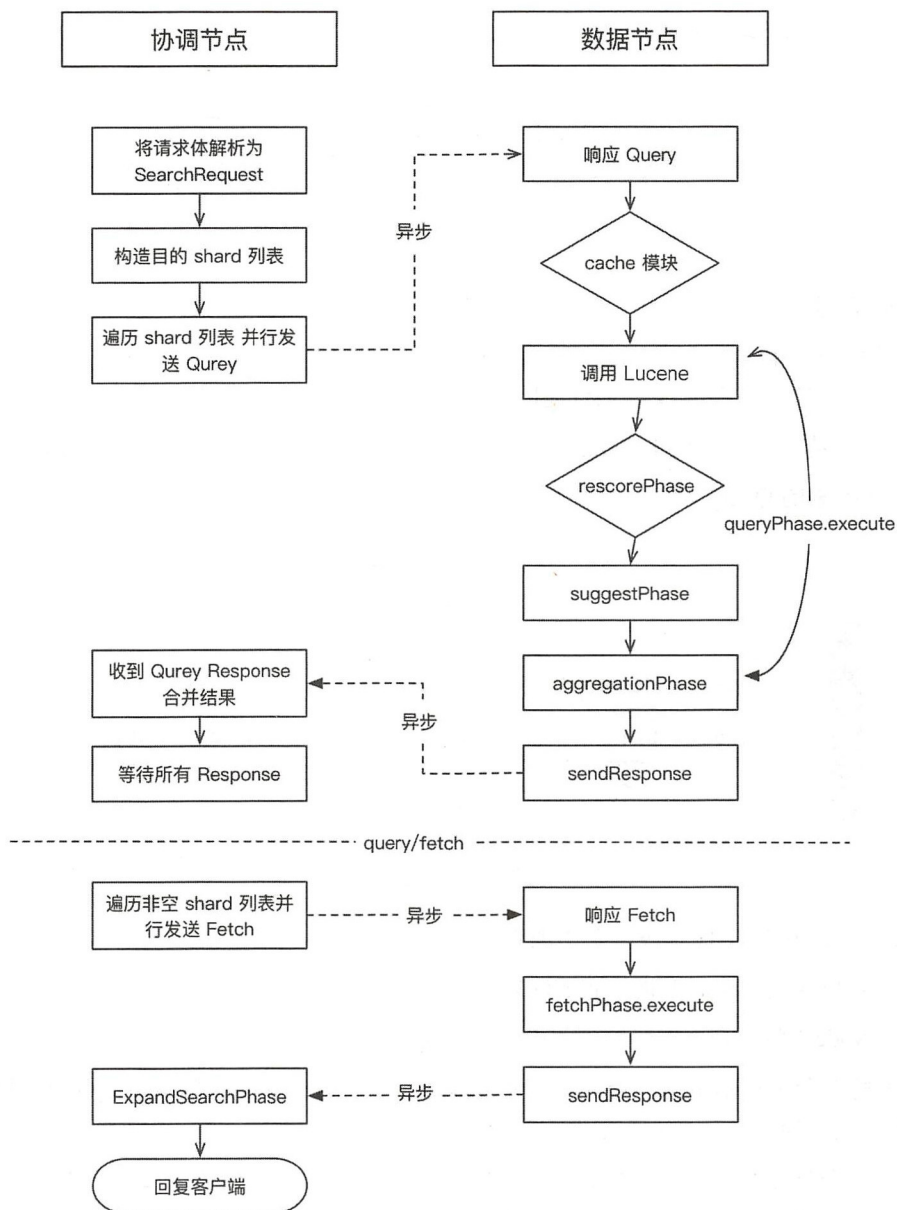 协调节点
数据节点
将请求体解析为
SearchRequest
构造目的 shard 列表
遍历 shard 列表 并行发
送 Qurey
异步
响应 Query
cache 模块
调用 Lucene
rescorePhase
queryPhase.execute
suggestPhase
aggregationPhase
sendResponse
异步
收到 Qurey Response
合并结果
等待所有 Response
query/fetch
遍历非空 shard 列表并
行发送 Fetch
异步
响应 Fetch
fetchPhase.execute
sendResponse
异步
ExpandSearchPhase
回复客户端